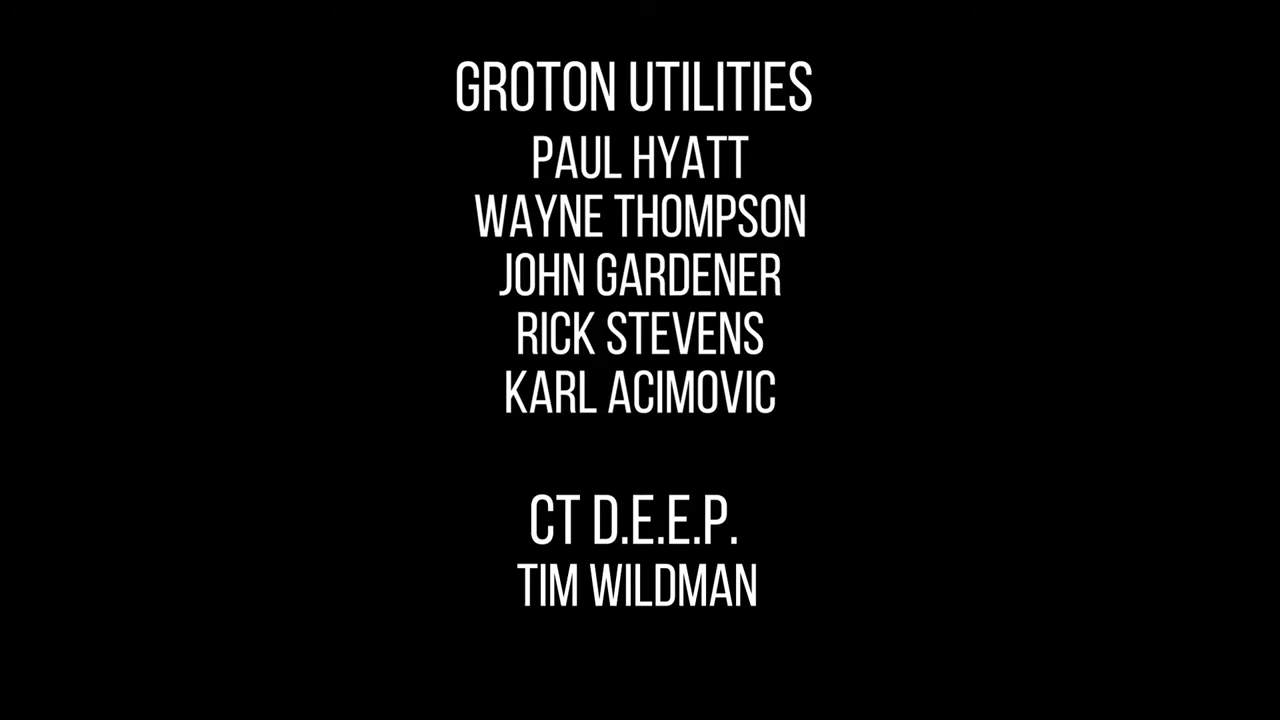 GROTON UTILITIES
PAUL HYATT
WAYNE THOMPSON
JOHN GARDENER
RICK STEVENS
KARL ACIMOVIC
CT D.E.E.P.
TIM WILDMAN